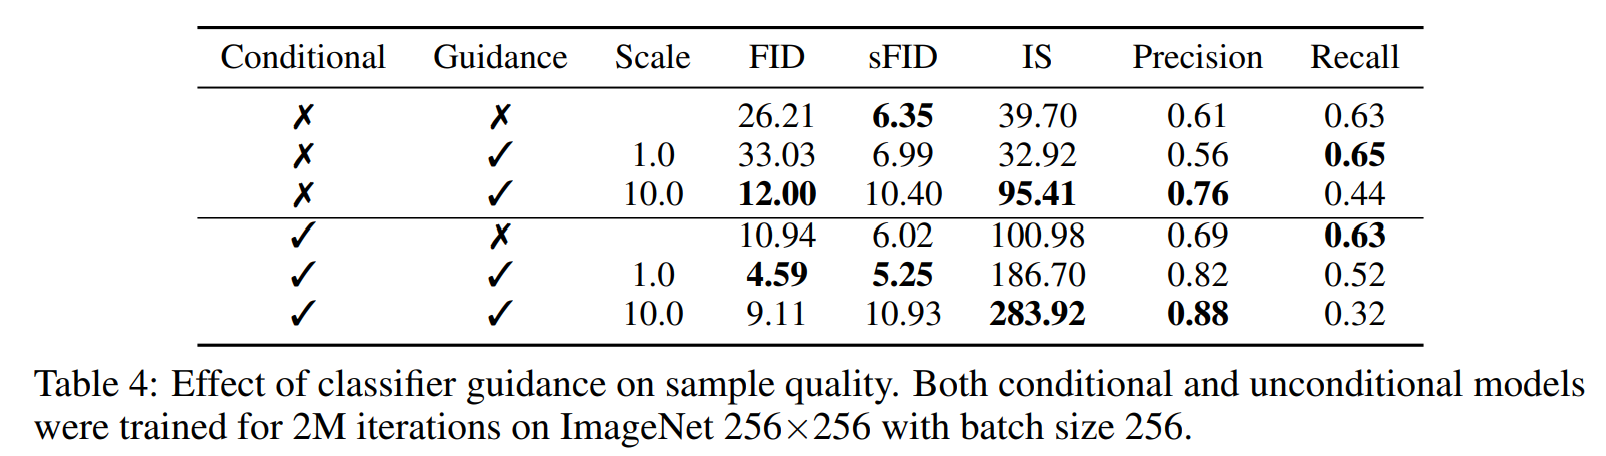 Conditional Guidance Scale FID sFID IS Precision Recall
✗ ✗ 26.21 6.35 39.70 0.61 0.63
✗ ✓ 1.0 33.03 6.99 32.92 0.56 0.65
✗ ✓ 10.0 12.00 10.40 95.41 0.76 0.44
✓ ✗ 10.94 6.02 100.98 0.69 0.63
✓ ✓ 1.0 4.59 5.25 186.70 0.82 0.52
✓ ✓ 10.0 9.11 10.93 283.92 0.88 0.32
Table 4: Effect of classifier guidance on sample quality. Both conditional and unconditional models
were trained for 2M iterations on ImageNet 256×256 with batch size 256.